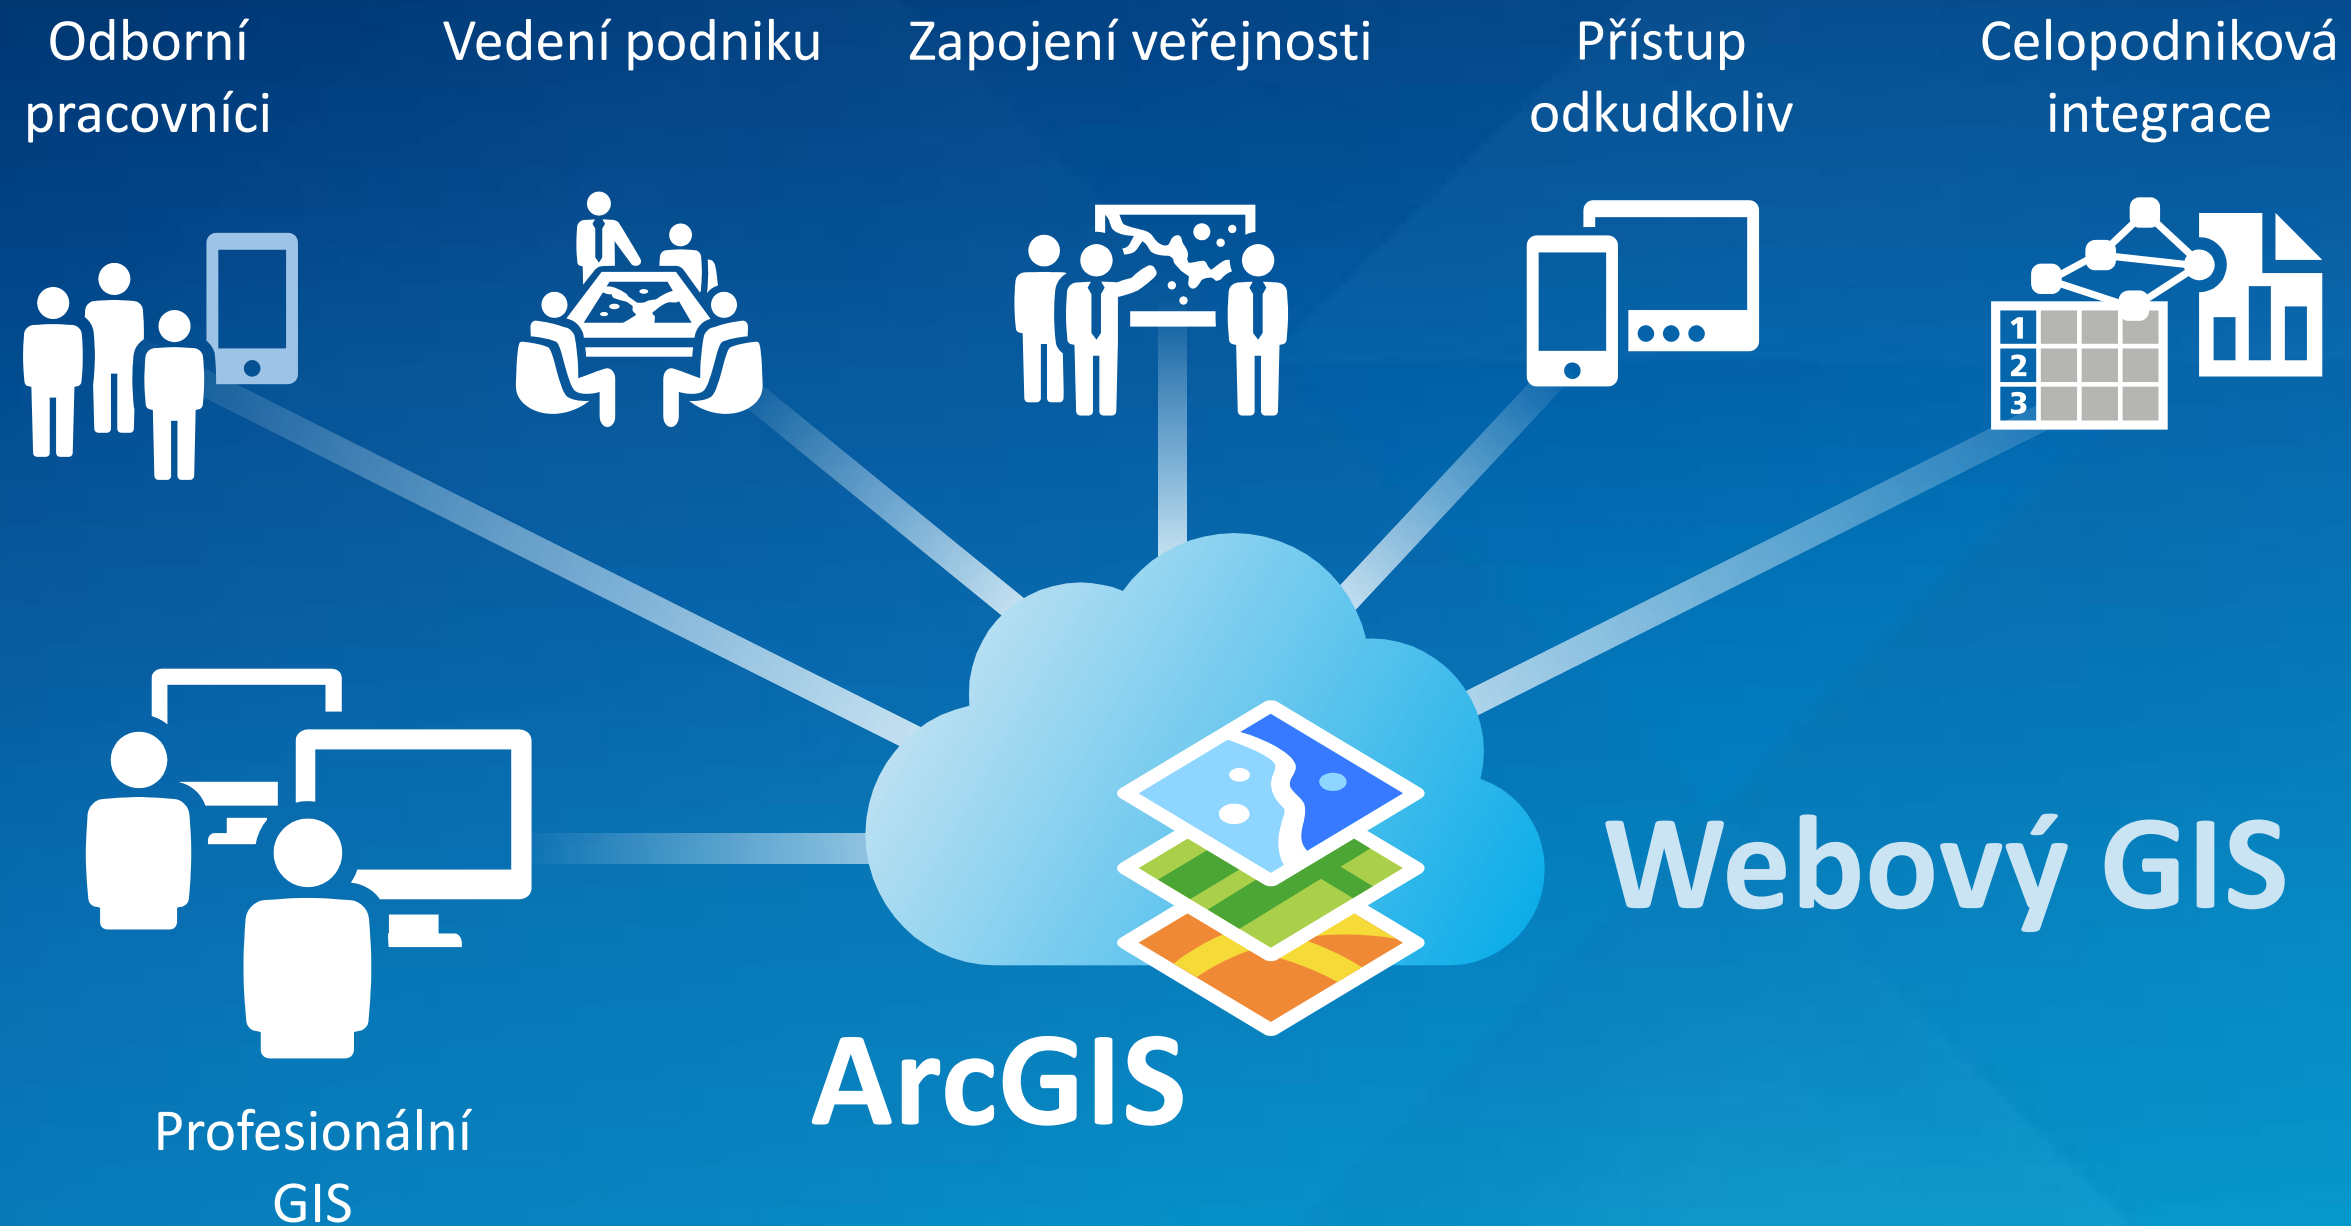 Odborní
pracovníci
Vedení podniku
Zapojení veřejnosti
Přístup
odkudkoliv
Celopodniková
integrace
1
2
3
Webový GIS
ArcGIS
Profesionální
GIS